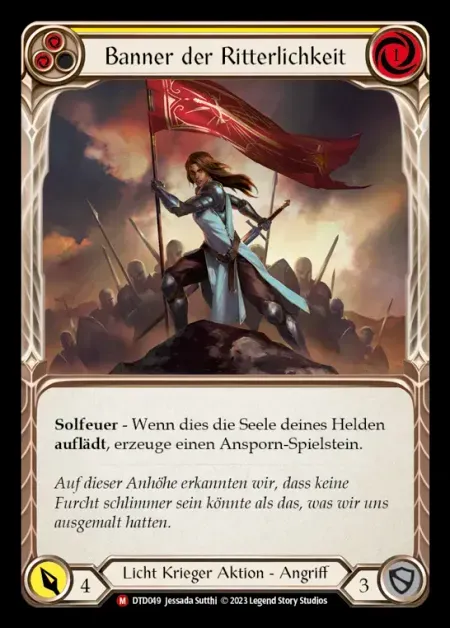 Banner der Ritterlichkeit
1
Solfeuer - Wenn dies die Seele deines Helden
auflädt, erzeuge einen Ansporn-Spielstein.
Auf dieser Anhöhe erkannten wir, dass keine
Furcht schlimmer sein könnte als das, was wir uns
ausgemalt hatten.
4
Licht Krieger Aktion - Angriff
3
M DTD049 Jessada Sutthi © 2023 Legend Story Studios